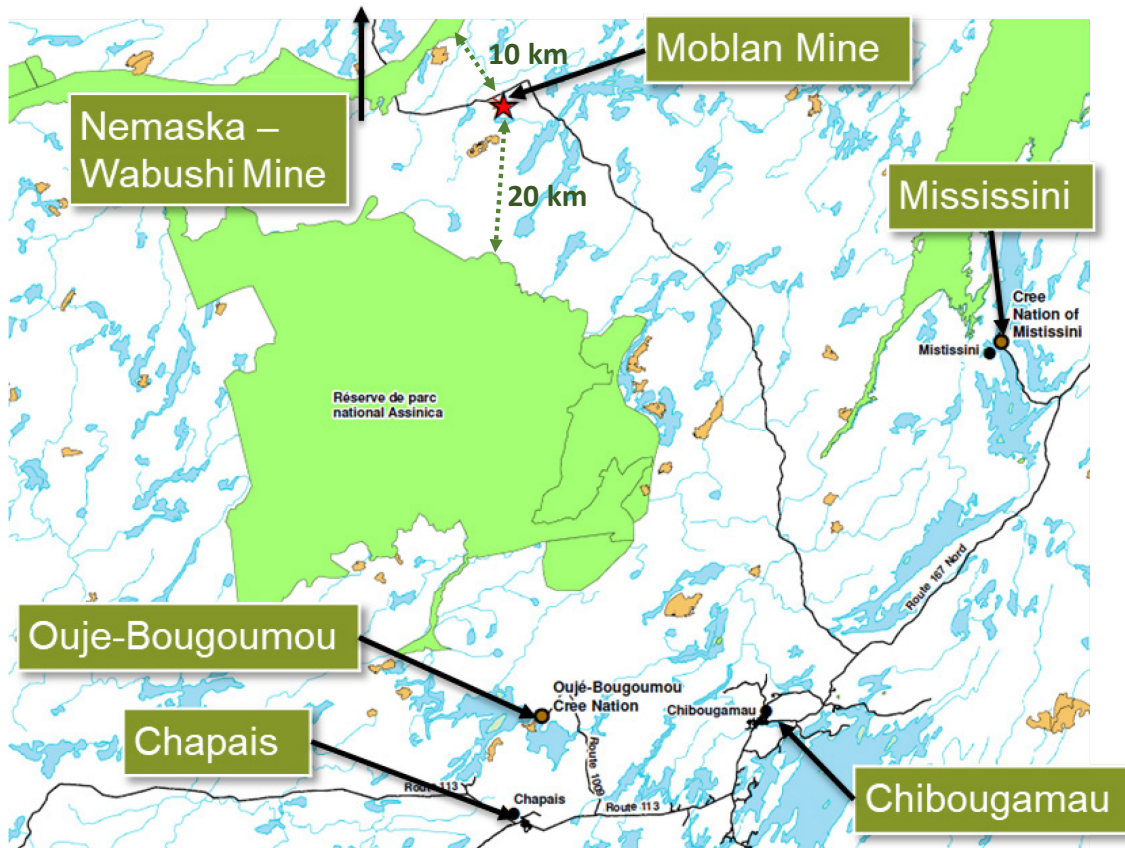 10 km
Moblan Mine
Nemaska –
Wabushi Mine
20 km
Mississini
Cree
Nation of
Mistissini
Mistissini
Réserve de parc
national Assinica
Route 167 Nord
Ouje-Bougoumou
Oujé-Bougoumou
Cree Nation
Chibougamau
Chapais
Route 1009
Route 113
Chapais
Route 113
Chibougamau